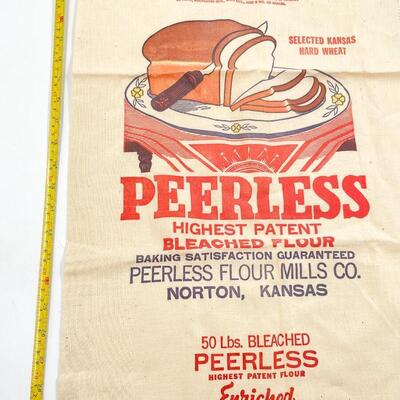 SELECTED KANSAS
HARD WHEAT
PEERLESS
HIGHEST PATENT
BLEACHED FLOUR
BAKING SATISFACTION GUARANTEED
PEERLESS FLOUR MILLS CO.
NORTON, KANSAS
50 Lbs. BLEACHED
PEERLESS
HIGHEST PATENT FLOUR
Enriched